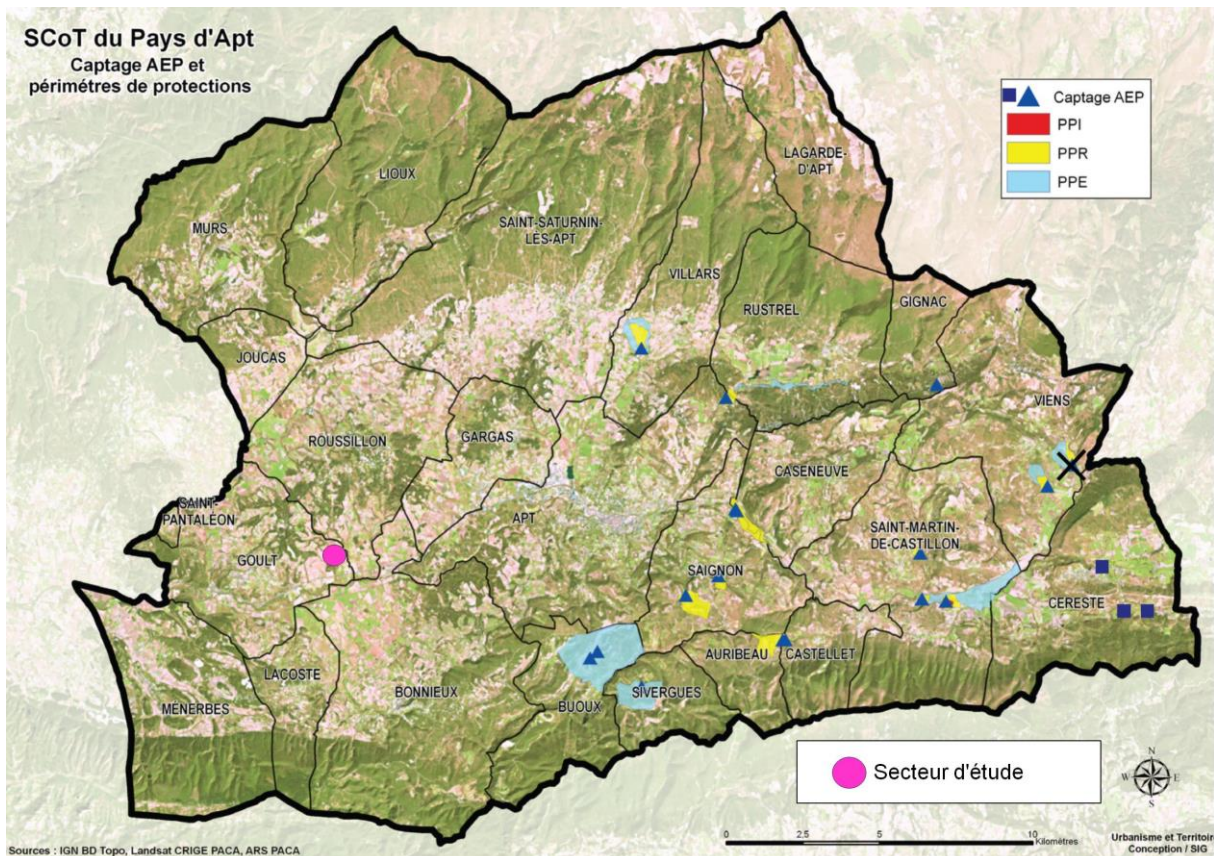 SCoT du Pays d'Apt
Captage AEP et
périmétres de protections
Captage AEP
PPI
PPR
PPE
LAGARDE-
D'APT
LIOUX
MURS
SAINT-SATURNIN-
LÈS-APT
VILLARS
RUSTREL
GIGNAC
JOUCAS
VIENS
ROUSSILLON
GARGAS
CASENEUVE
SAINT-
PANTALÉON
APT
SAINT-MARTIN-
DE-CASTILLON
GOULT
SAIGNON
CERESTE
LACOSTE
AURIBEAU
CASTELLET
BONNIEUX
SIVERGUES
MÉNERBES
BUOUX
Secteur d'étude
N
W
E
S
0
2.5
5
10
Kilomètres
Sources : IGN BD Topo, Landsat CRIGE PACA, ARS PACA
Urbanisme et Territoir
Conception / SIG